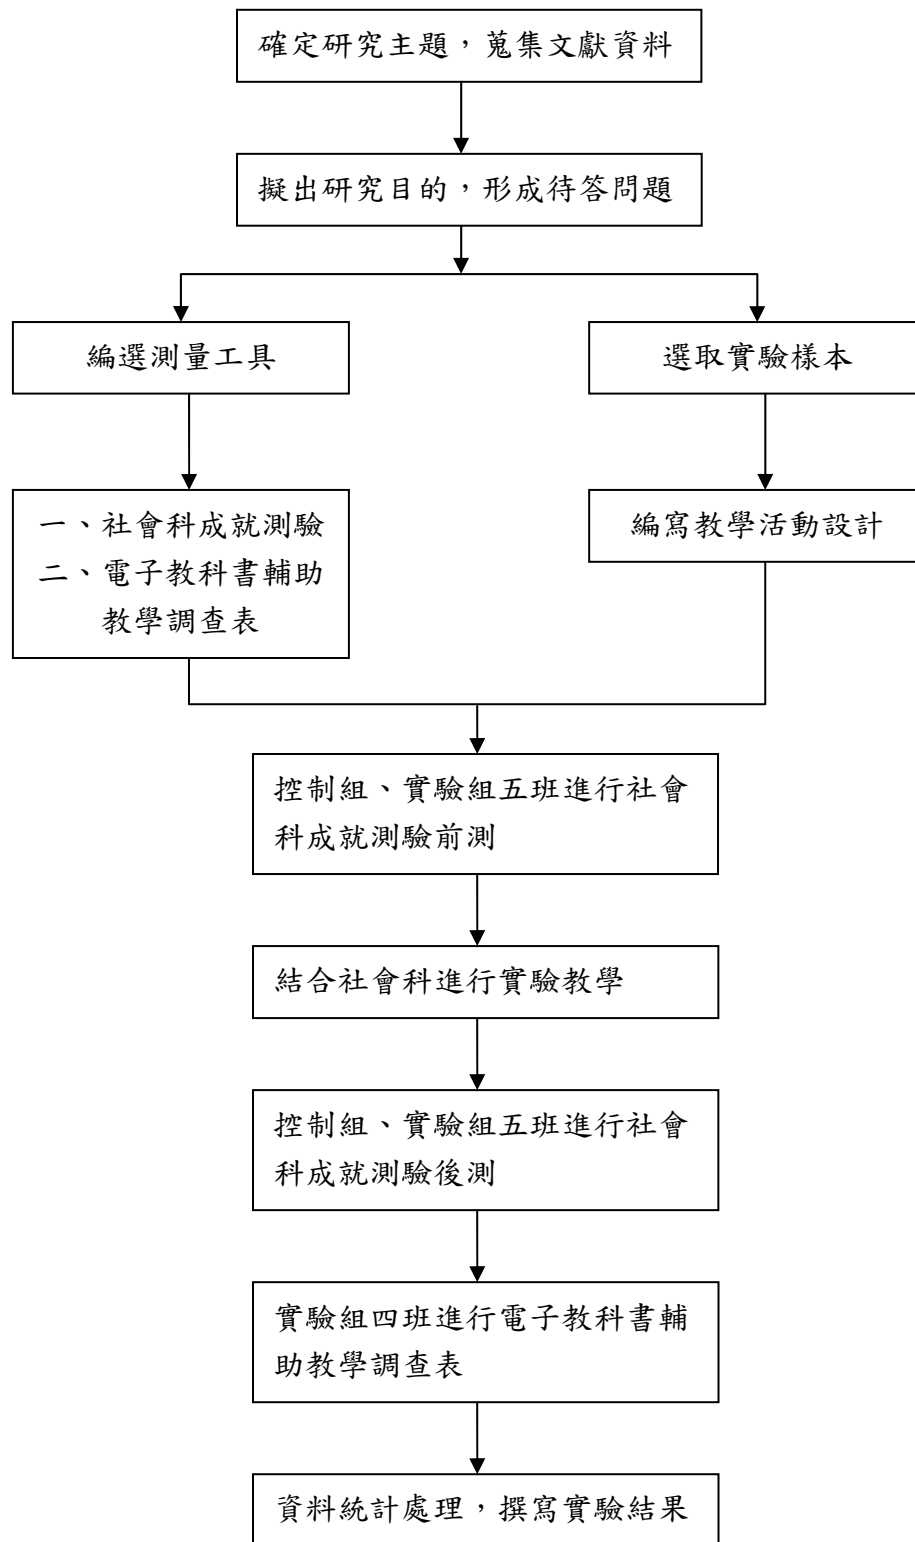 確定研究主題，蒐集文獻資料
擬出研究目的，形成待答問題
編選測量工具
選取實驗樣本
一、社會科成就測驗
二、電子教科書輔助
教學調查表
編寫教學活動設計
控制組、實驗組五班進行社會
科成就測驗前測
結合社會科進行實驗教學
控制組、實驗組五班進行社會
科成就測驗後測
實驗組四班進行電子教科書輔
助教學調查表
資料統計處理，撰寫實驗結果